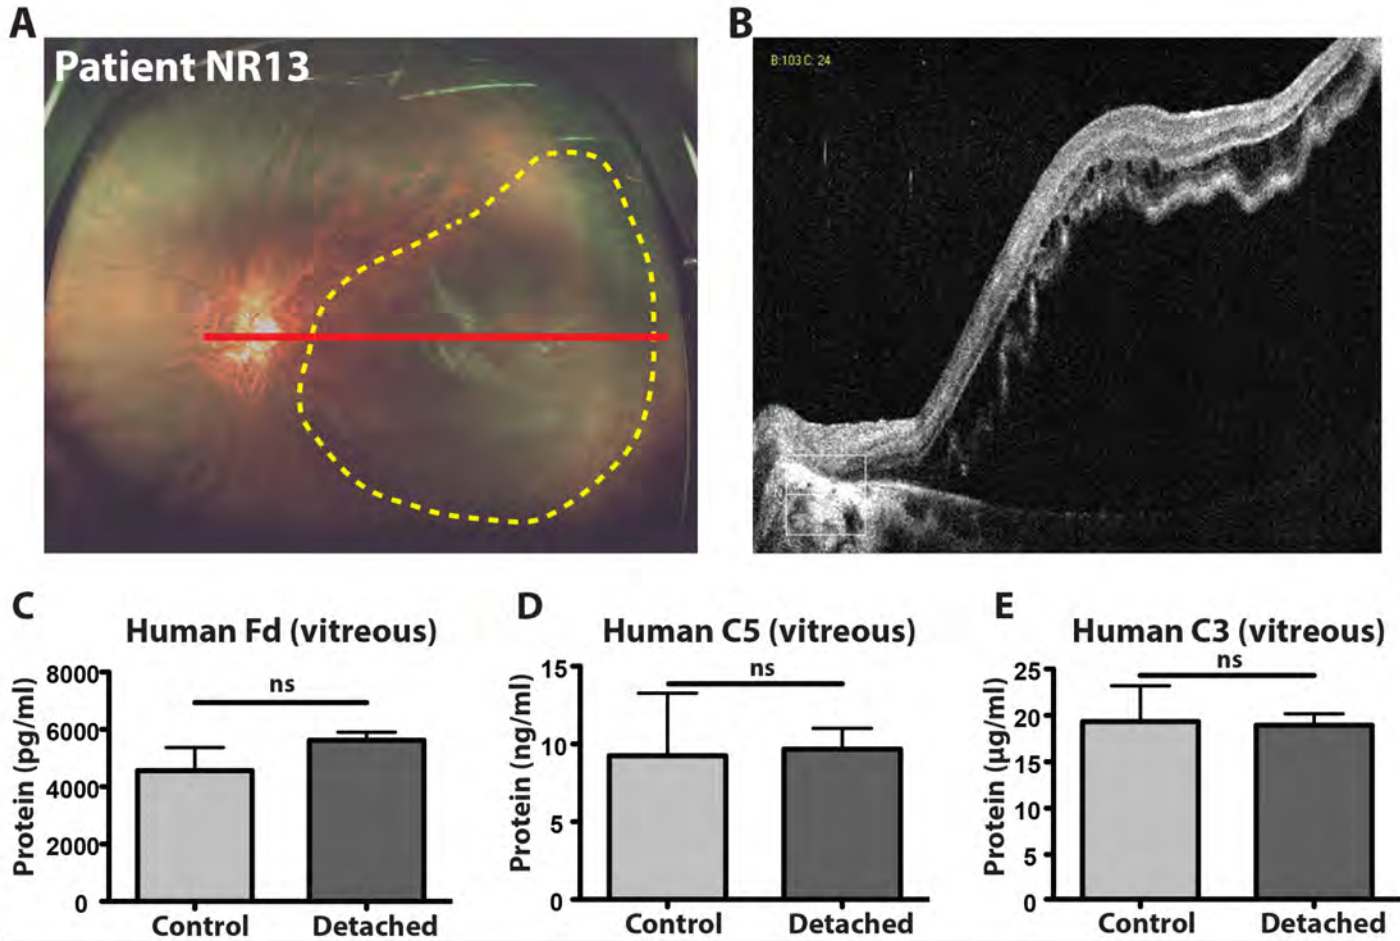 A
Patient NR13
B
B:103 C: 24
C
Human Fd (vitreous)
Protein (pg/ml)
8000
6000
4000
2000
0
ns
Control
Detached
D
Human C5 (vitreous)
Protein (ng/ml)
15
10
5
0
ns
Control
Detached
E
Human C3 (vitreous)
Protein (µg/ml)
25
20
15
10
5
0
ns
Control
Detached